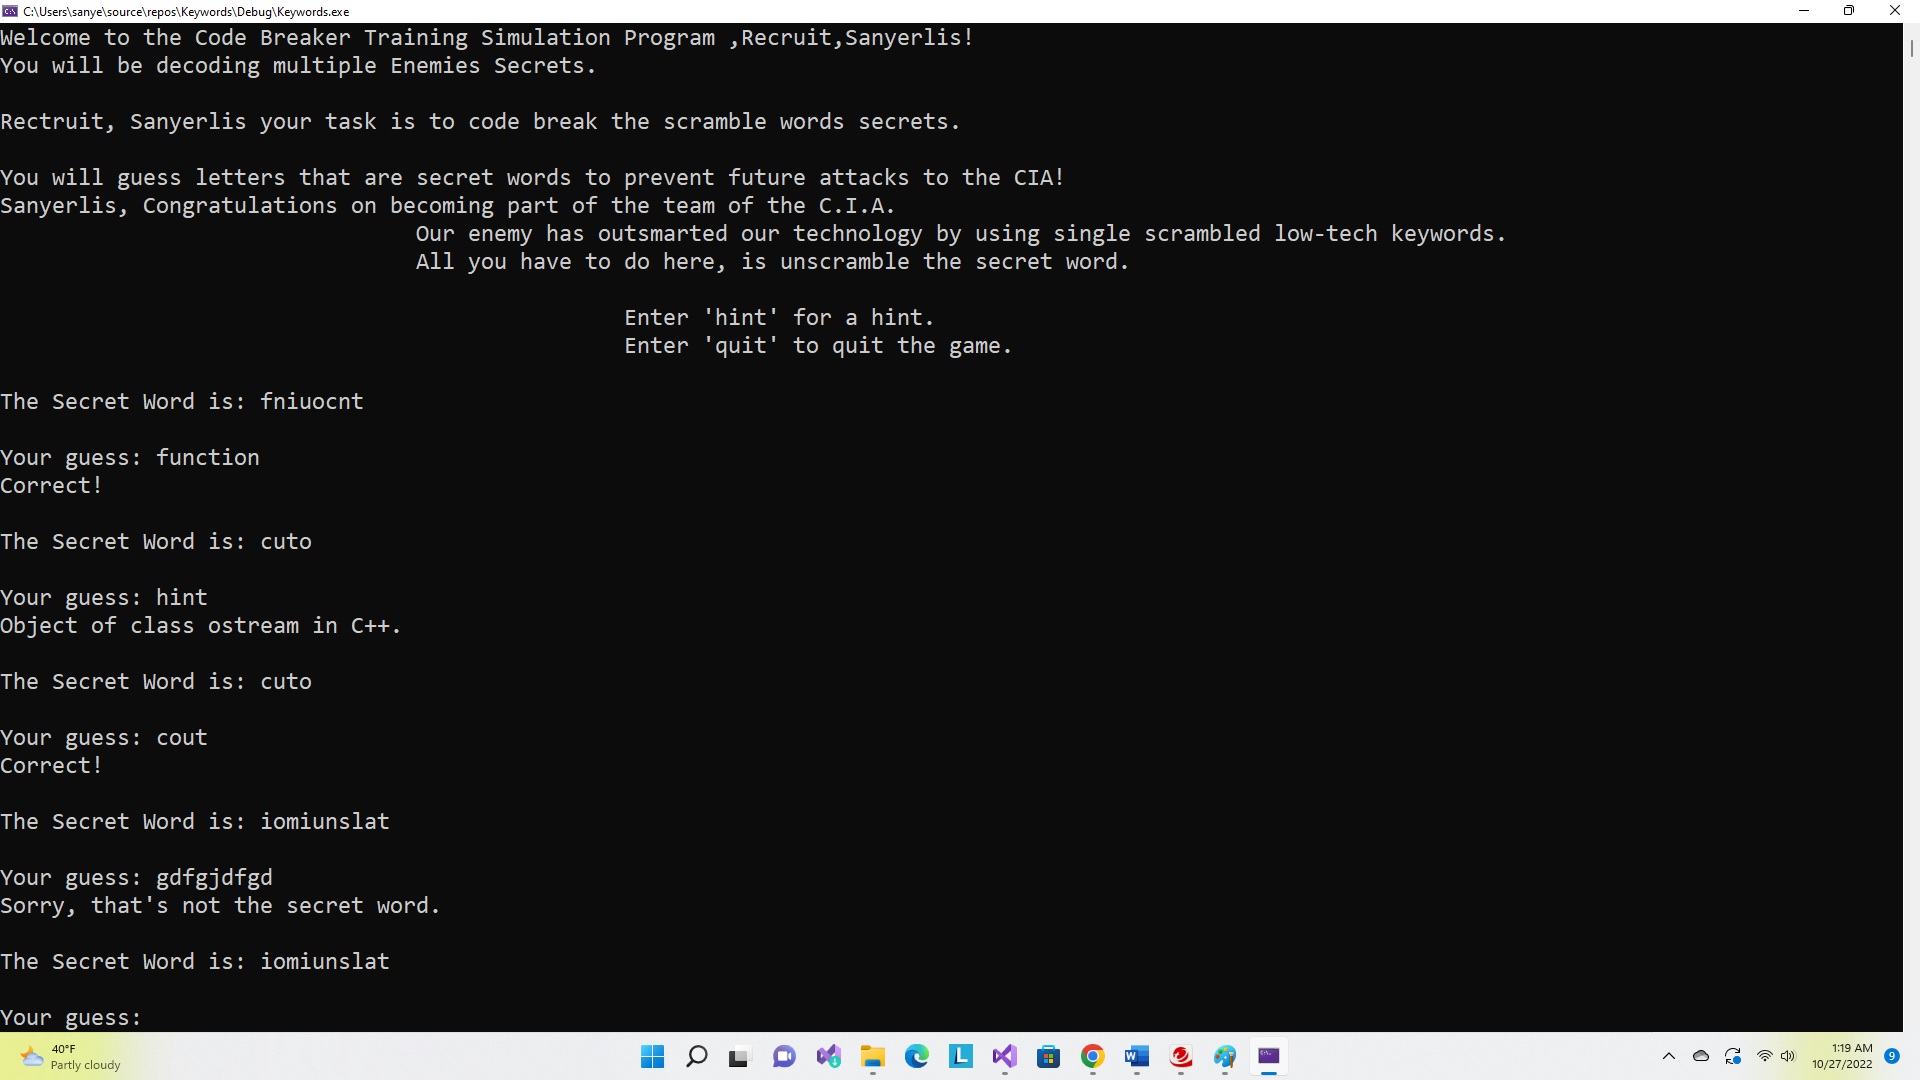 C:\Users\sanye\source\repos\Keywords\Debug\Keywords.exe
Welcome to the Code Breaker Training Simulation Program ,Recruit,Sanyerlis!
You will be decoding multiple Enemies Secrets.
Rectruit, Sanyerlis your task is to code break the scramble words secrets.
You will guess letters that are secret words to prevent future attacks to the CIA!
Sanyerlis, Congratulations on becoming part of the team of the C.I.A.
Our enemy has outsmarted our technology by using single scrambled low-tech keywords.
All you have to do here, is unscramble the secret word.
Enter 'hint' for a hint.
Enter 'quit' to quit the game.
The Secret Word is: fniuocnt
Your guess: function
Correct!
The Secret Word is: cuto
Your guess: hint
Object of class ostream in C++.
The Secret Word is: cuto
Your guess: cout
Correct!
The Secret Word is: iomiunslat
Your guess: gdfgjdfgd
Sorry, that's not the secret word.
The Secret Word is: iomiunslat
Your guess:
40°F
Partly cloudy
L
W
1:19 AM
10/27/2022
9